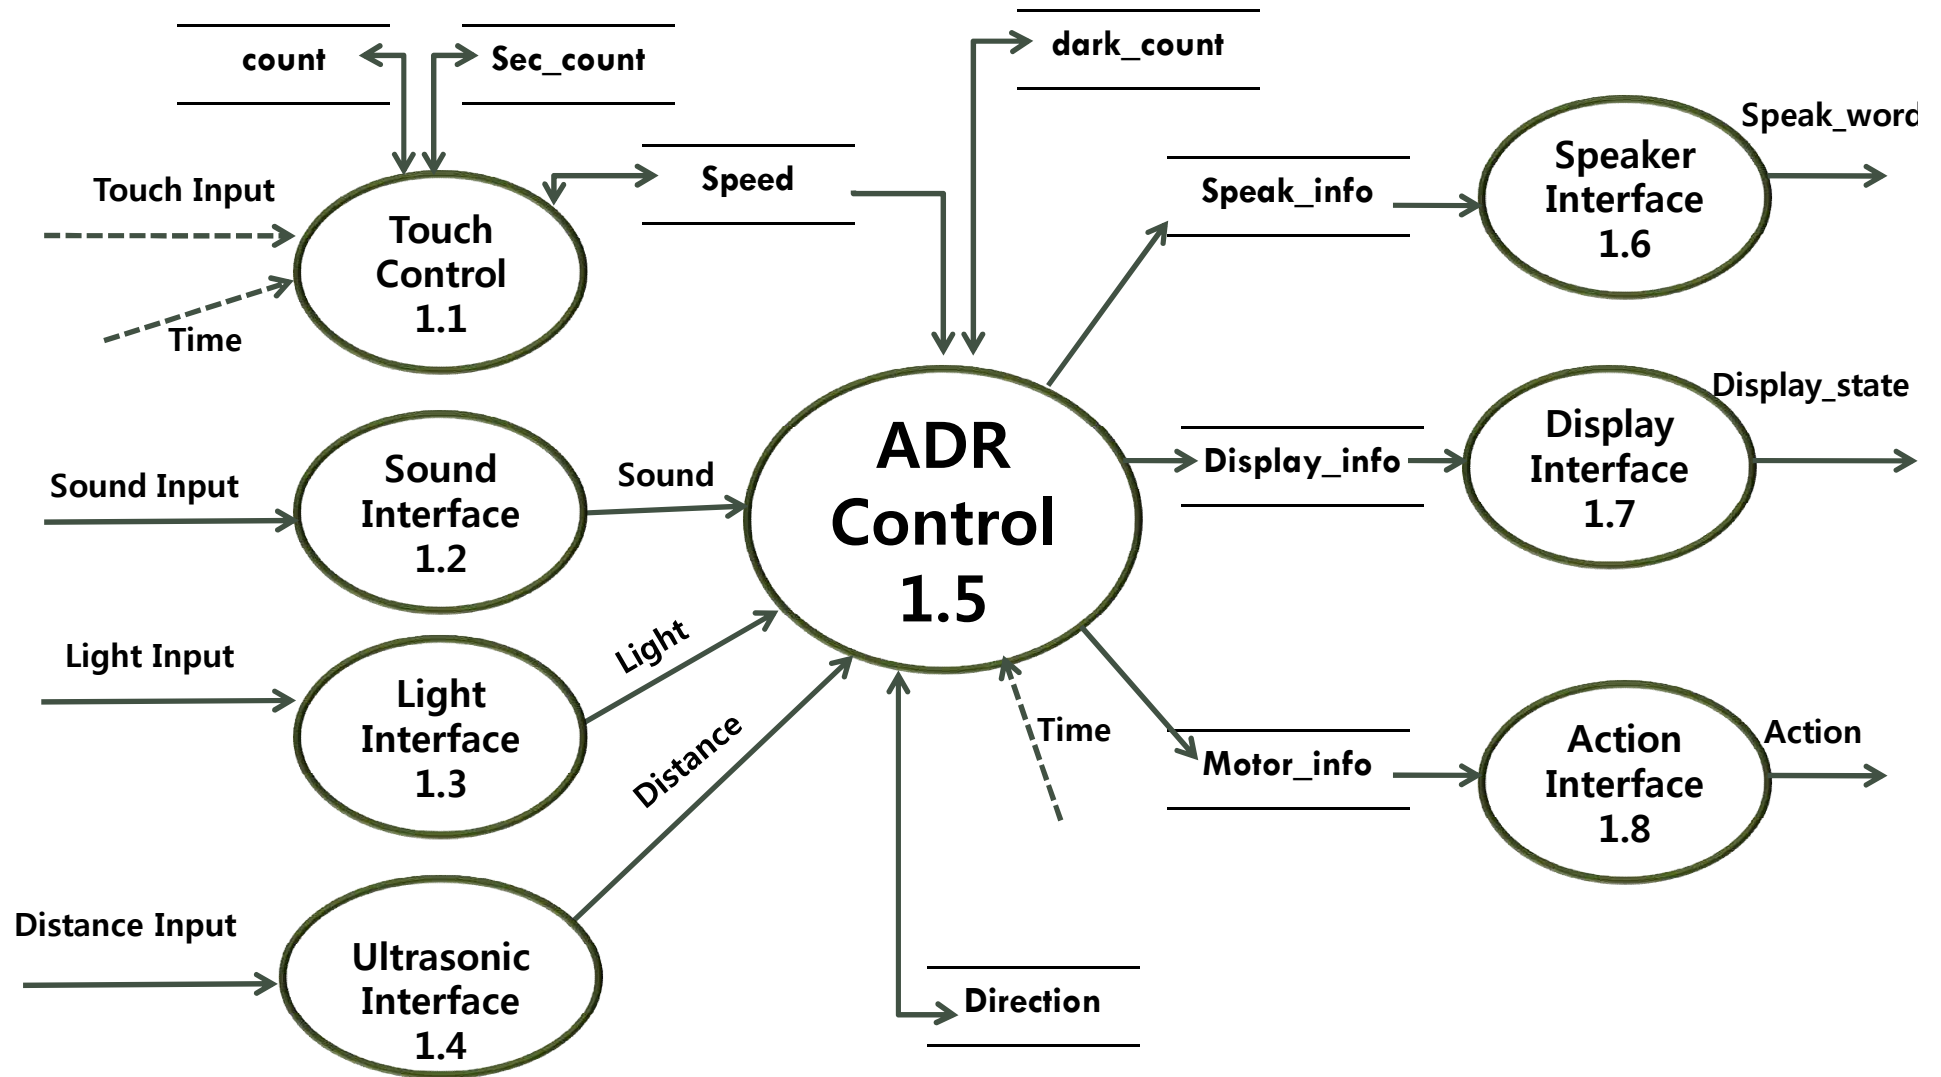 count
Sec_count
dark_count
Speak_word
Touch Input
Speed
Speak_info
Speaker
Interface
1.6
Touch
Control
1.1
Time
Display_state
Sound Input
Sound
Interface
1.2
Sound
ADR
Control
1.5
Display_info
Display
Interface
1.7
Light Input
Light
Interface
1.3
Light
Distance
Time
Motor_info
Action
Interface
1.8
Action
Distance Input
Ultrasonic
Interface
1.4
Direction